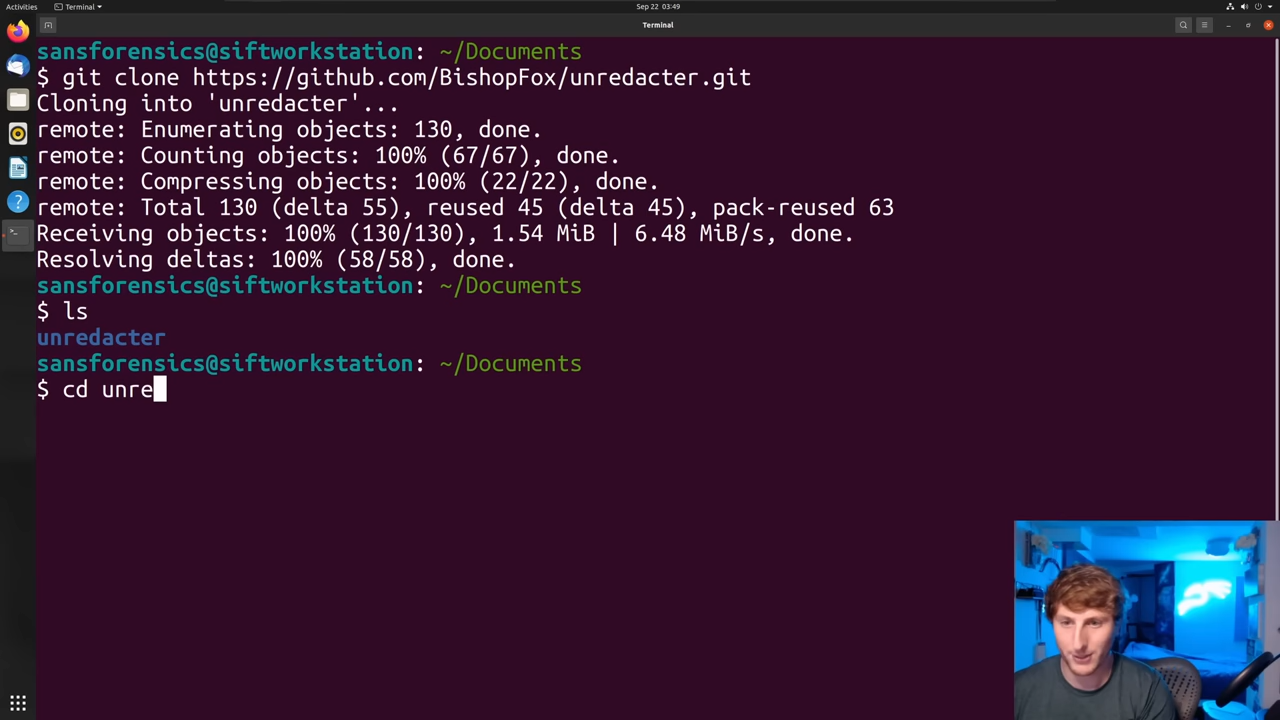 Activities
Terminal
Sep 22 03:49
Terminal
sansforensics@siftworkstation: ~/Documents
$ git clone https://github.com/BishopFox/unredacter.git
Cloning into 'unredacter'...
remote: Enumerating objects: 130, done.
remote: Counting objects: 100% (67/67), done.
remote: Compressing objects: 100% (22/22), done.
remote: Total 130 (delta 55), reused 45 (delta 45), pack-reused 63
Receiving objects: 100% (130/130), 1.54 MiB | 6.48 MiB/s, done.
Resolving deltas: 100% (58/58), done.
sansforensics@siftworkstation: ~/Documents
$ ls
unredacter
sansforensics@siftworkstation: ~/Documents
$ cd unre